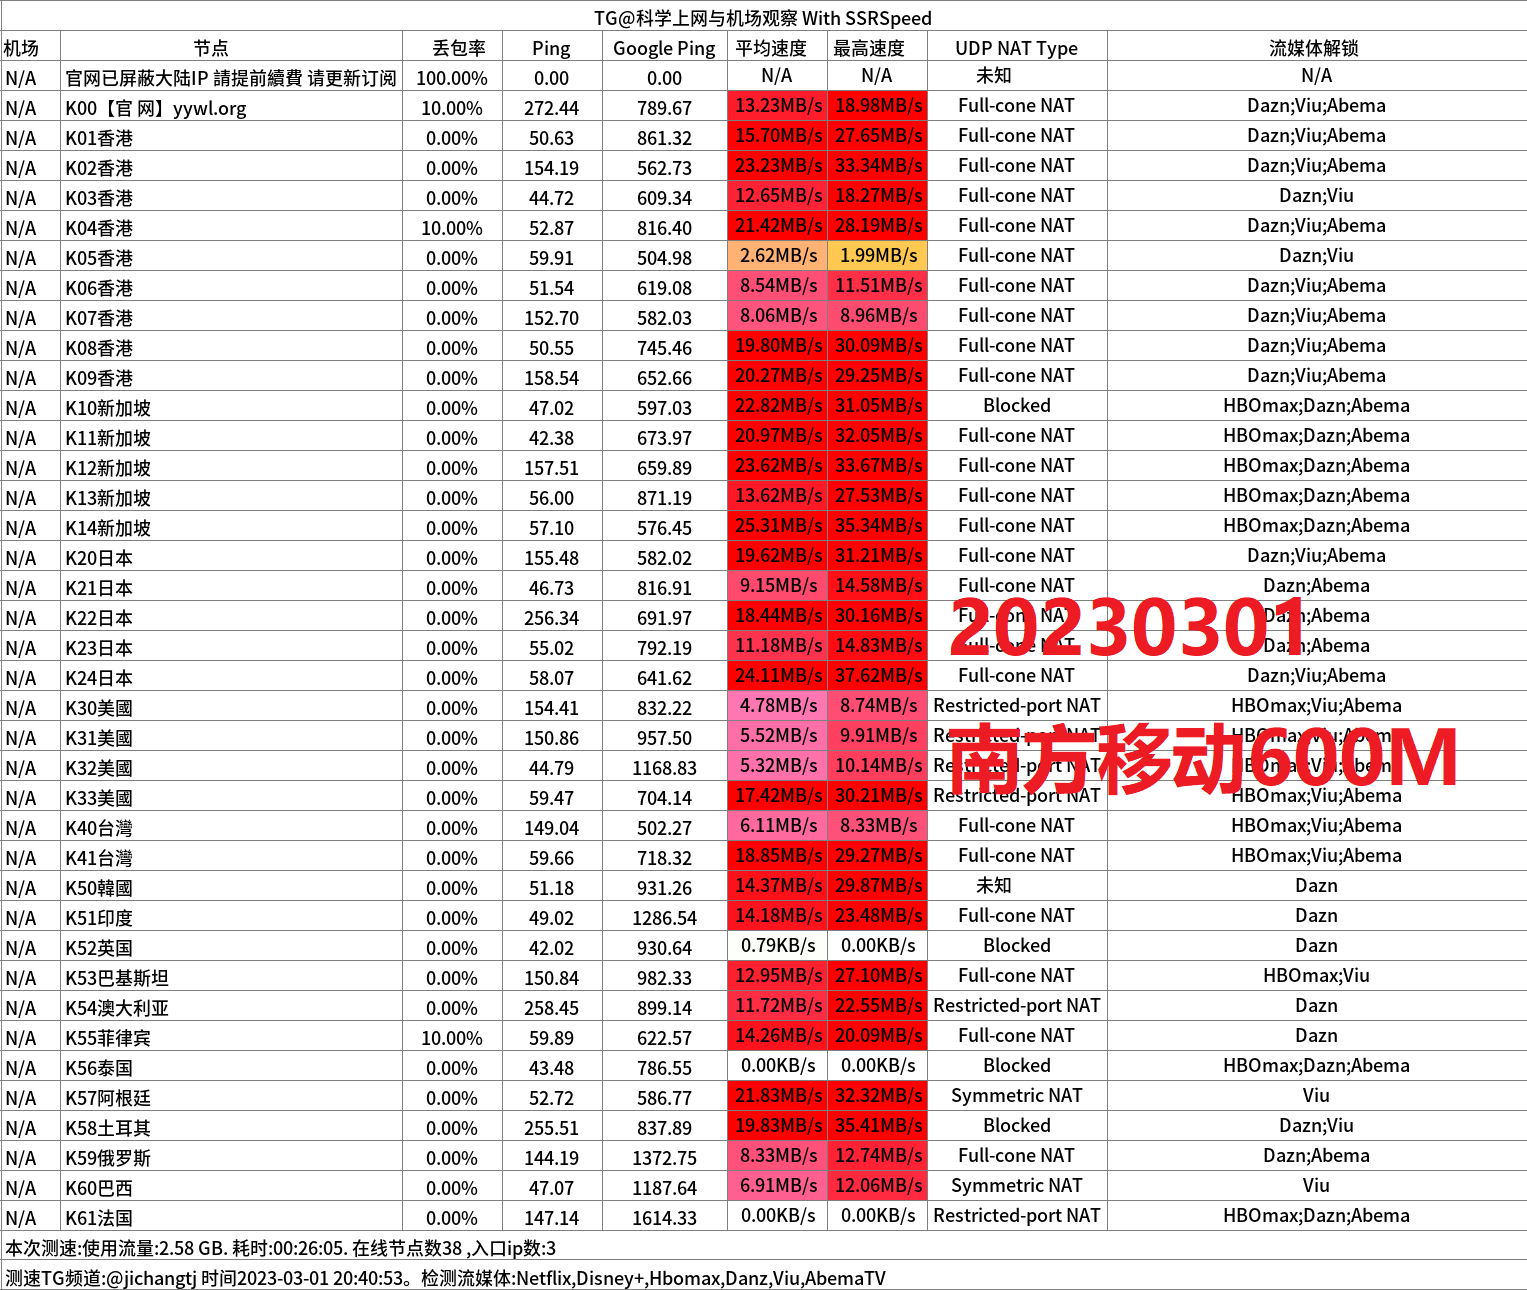 TG@科学上网与机场观察 With SSRSpeed
机场 节点 丢包率 Ping Google Ping 平均速度 最高速度 UDP NAT Type 流媒体解锁
N/A 官网已屏蔽大陆IP 請提前續費 请更新订阅 100.00% 0.00 0.00 N/A N/A 未知 N/A
N/A K00【官 网】yywl.org 10.00% 272.44 789.67 13.23MB/s 18.98MB/s Full-cone NAT Dazn;Viu;Abema
N/A K01香港 0.00% 50.63 861.32 15.70MB/s 27.65MB/s Full-cone NAT Dazn;Viu;Abema
N/A K02香港 0.00% 154.19 562.73 23.23MB/s 33.34MB/s Full-cone NAT Dazn;Viu;Abema
N/A K03香港 0.00% 44.72 609.34 12.65MB/s 18.27MB/s Full-cone NAT Dazn;Viu
N/A K04香港 10.00% 52.87 816.40 21.42MB/s 28.19MB/s Full-cone NAT Dazn;Viu;Abema
N/A K05香港 0.00% 59.91 504.98 2.62MB/s 1.99MB/s Full-cone NAT Dazn;Viu
N/A K06香港 0.00% 51.54 619.08 8.54MB/s 11.51MB/s Full-cone NAT Dazn;Viu;Abema
N/A K07香港 0.00% 152.70 582.03 8.06MB/s 8.96MB/s Full-cone NAT Dazn;Viu;Abema
N/A K08香港 0.00% 50.55 745.46 19.80MB/s 30.09MB/s Full-cone NAT Dazn;Viu;Abema
N/A K09香港 0.00% 158.54 652.66 20.27MB/s 29.25MB/s Full-cone NAT Dazn;Viu;Abema
N/A K10新加坡 0.00% 47.02 597.03 22.82MB/s 31.05MB/s Blocked HBOmax;Dazn;Abema
N/A K11新加坡 0.00% 42.38 673.97 20.97MB/s 32.05MB/s Full-cone NAT HBOmax;Dazn;Abema
N/A K12新加坡 0.00% 157.51 659.89 23.62MB/s 33.67MB/s Full-cone NAT HBOmax;Dazn;Abema
N/A K13新加坡 0.00% 56.00 871.19 13.62MB/s 27.53MB/s Full-cone NAT HBOmax;Dazn;Abema
N/A K14新加坡 0.00% 57.10 576.45 25.31MB/s 35.34MB/s Full-cone NAT HBOmax;Dazn;Abema
N/A K20日本 0.00% 155.48 582.02 19.62MB/s 31.21MB/s Full-cone NAT Dazn;Viu;Abema
N/A K21日本 0.00% 46.73 816.91 9.15MB/s 14.58MB/s Full-cone NAT Dazn;Abema
N/A K22日本 0.00% 256.34 691.97 18.44MB/s 30.16MB/s Full-cone NAT Dazn;Abema
20230301
N/A K23日本 0.00% 55.02 792.19 11.18MB/s 14.83MB/s Full-cone NAT Dazn;Abema
N/A K24日本 0.00% 58.07 641.62 24.11MB/s 37.62MB/s Full-cone NAT Dazn;Viu;Abema
N/A K30美國 0.00% 154.41 832.22 4.78MB/s 8.74MB/s Restricted-port NAT HBOmax;Viu;Abema
N/A K31美國 0.00% 150.86 957.50 5.52MB/s 9.91MB/s Restricted-port NAT HBOmax;Viu;Abema
南方移动600M
N/A K32美國 0.00% 44.79 1168.83 5.32MB/s 10.14MB/s Restricted-port NAT HBOmax;Viu;Abema
N/A K33美國 0.00% 59.47 704.14 17.42MB/s 30.21MB/s Restricted-port NAT HBOmax;Viu;Abema
N/A K40台灣 0.00% 149.04 502.27 6.11MB/s 8.33MB/s Full-cone NAT HBOmax;Viu;Abema
N/A K41台灣 0.00% 59.66 718.32 18.85MB/s 29.27MB/s Full-cone NAT HBOmax;Viu;Abema
N/A K50韓國 0.00% 51.18 931.26 14.37MB/s 29.87MB/s 未知 Dazn
N/A K51印度 0.00% 49.02 1286.54 14.18MB/s 23.48MB/s Full-cone NAT Dazn
N/A K52英国 0.00% 42.02 930.64 0.79KB/s 0.00KB/s Blocked Dazn
N/A K53巴基斯坦 0.00% 150.84 982.33 12.95MB/s 27.10MB/s Full-cone NAT HBOmax;Viu
N/A K54澳大利亚 0.00% 258.45 899.14 11.72MB/s 22.55MB/s Restricted-port NAT Dazn
N/A K55菲律宾 10.00% 59.89 622.57 14.26MB/s 20.09MB/s Full-cone NAT Dazn
N/A K56泰国 0.00% 43.48 786.55 0.00KB/s 0.00KB/s Blocked HBOmax;Dazn;Abema
N/A K57阿根廷 0.00% 52.72 586.77 21.83MB/s 32.32MB/s Symmetric NAT Viu
N/A K58土耳其 0.00% 255.51 837.89 19.83MB/s 35.41MB/s Blocked Dazn;Viu
N/A K59俄罗斯 0.00% 144.19 1372.75 8.33MB/s 12.74MB/s Full-cone NAT Dazn;Abema
N/A K60巴西 0.00% 47.07 1187.64 6.91MB/s 12.06MB/s Symmetric NAT Viu
N/A K61法国 0.00% 147.14 1614.33 0.00KB/s 0.00KB/s Restricted-port NAT HBOmax;Dazn;Abema
本次测速:使用流量:2.58 GB. 耗时:00:26:05. 在线节点数38 ,入口ip数:3
测速TG频道:@jichangtj 时间2023-03-01 20:40:53。检测流媒体:Netflix,Disney+,Hbomax,Danz,Viu,AbemaTV